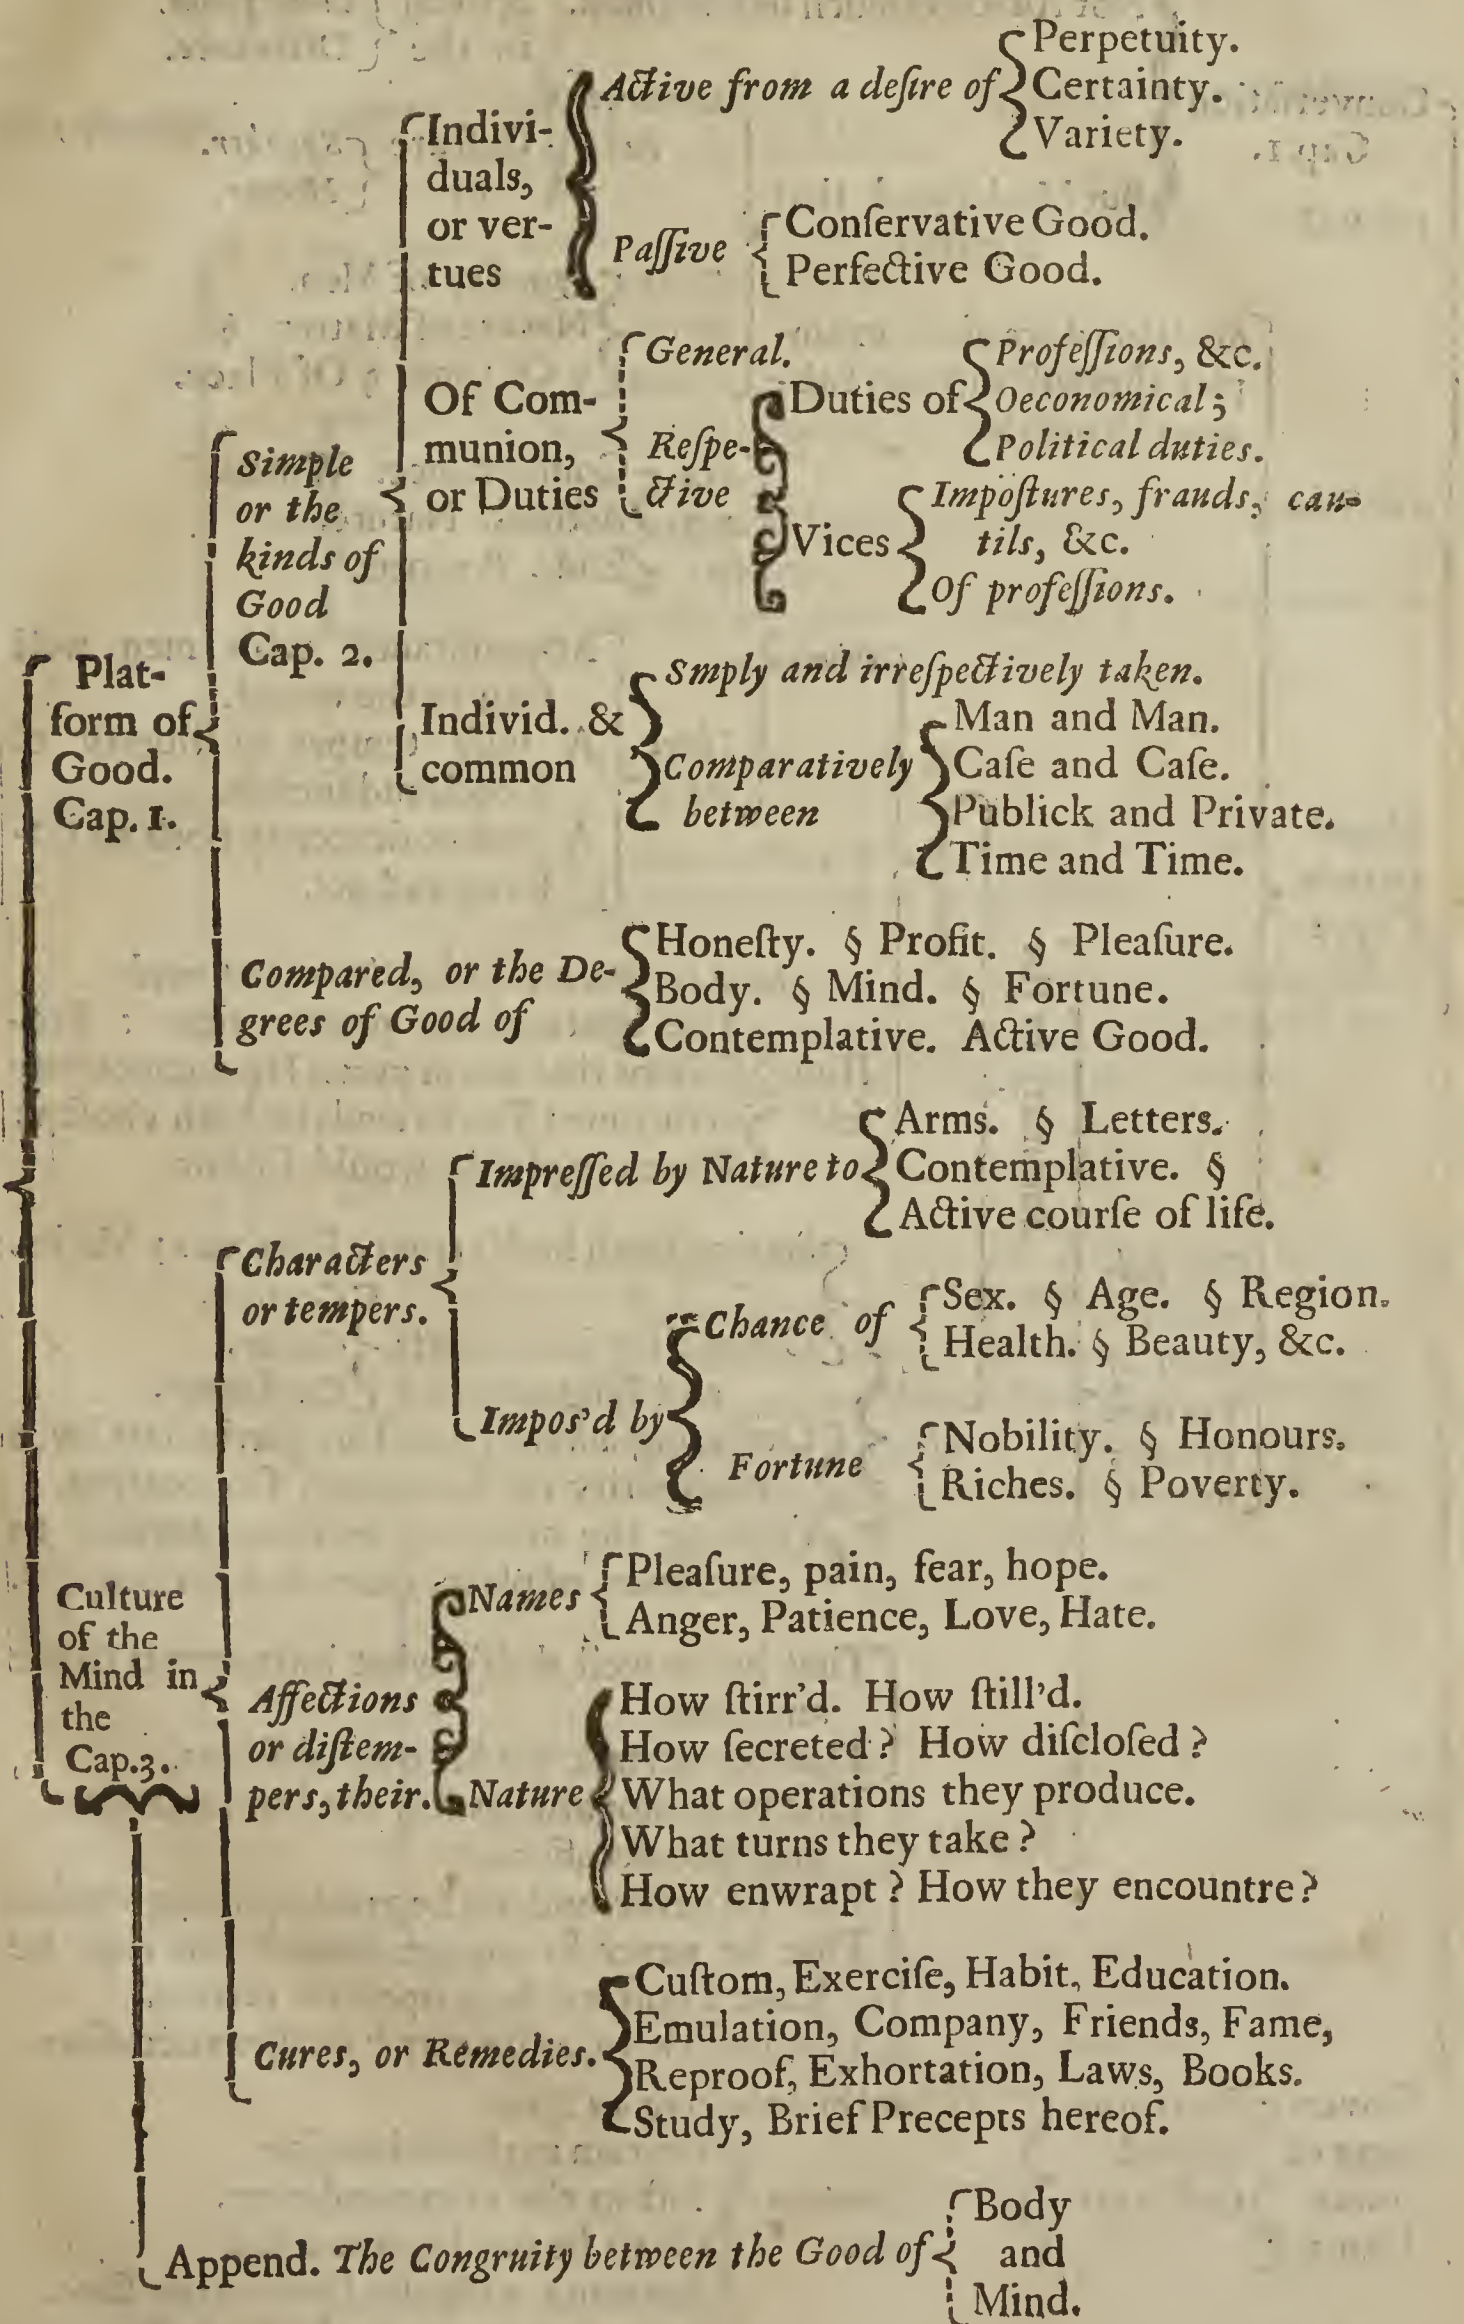 Perpetuity.
Active from a deſire of
Certainty.
Variety.
Indivi-
duals,
or ver-
tues
Paſſive
Conſervative Good.
Perfective Good.
General.
Of Com-
munion,
or Duties
Reſpe-
ctive
Duties of
Profeſſions, &c.
Oeconomical;
Political duties.
Vices
Impoſtures, frauds, cau-
tils, &c.
Of profeſſions.
Simple
or the
kinds of
Good
Cap. 2.
Plat-
form of
Good.
Cap. 1.
Individ. &
common
Smply and irreſpectively taken.
Comparatively
between
Man and Man.
Caſe and Caſe.
Publick and Private.
Time and Time.
Compared, or the De-
grees of Good of
Honeſty. § Profit. § Pleaſure.
Body. § Mind. § Fortune.
Contemplative. Active Good.
Characters
or tempers.
Impreſſed by Nature to
Arms. § Letters.
Contemplative. §
Active courſe of life.
Impos'd by
Chance of
Sex. § Age. § Region.
Health. § Beauty, &c.
Fortune
Nobility. § Honours.
Riches. § Poverty.
Culture
of the
Mind in
the
Cap.3.
Affections
or diſtem-
pers, their.
Names
Pleaſure, pain, fear, hope.
Anger, Patience, Love, Hate.
Nature
How ſtirr'd. How ſtill'd.
How ſecreted? How diſcloſed?
What operations they produce.
What turns they take?
How enwrapt? How they encountre?
Cures, or Remedies.
Cuſtom, Exerciſe, Habit, Education.
Emulation, Company, Friends, Fame,
Reproof, Exhortation, Laws, Books.
Study, Brief Precepts hereof.
Append. The Congruity between the Good of
Body
and
Mind.